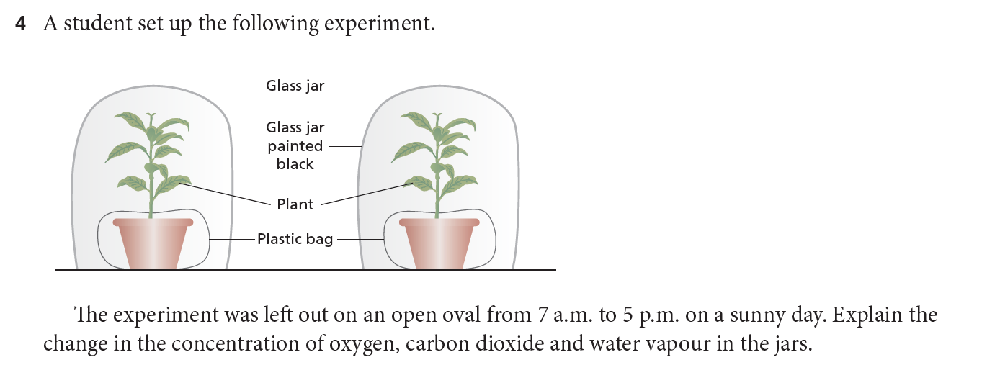 4 A student set up the following experiment.
Glass jar
Glass jar
painted
black
Plant
Plastic bag
The experiment was left out on an open oval from 7 a.m. to 5 p.m. on a sunny day. Explain the
change in the concentration of oxygen, carbon dioxide and water vapour in the jars.